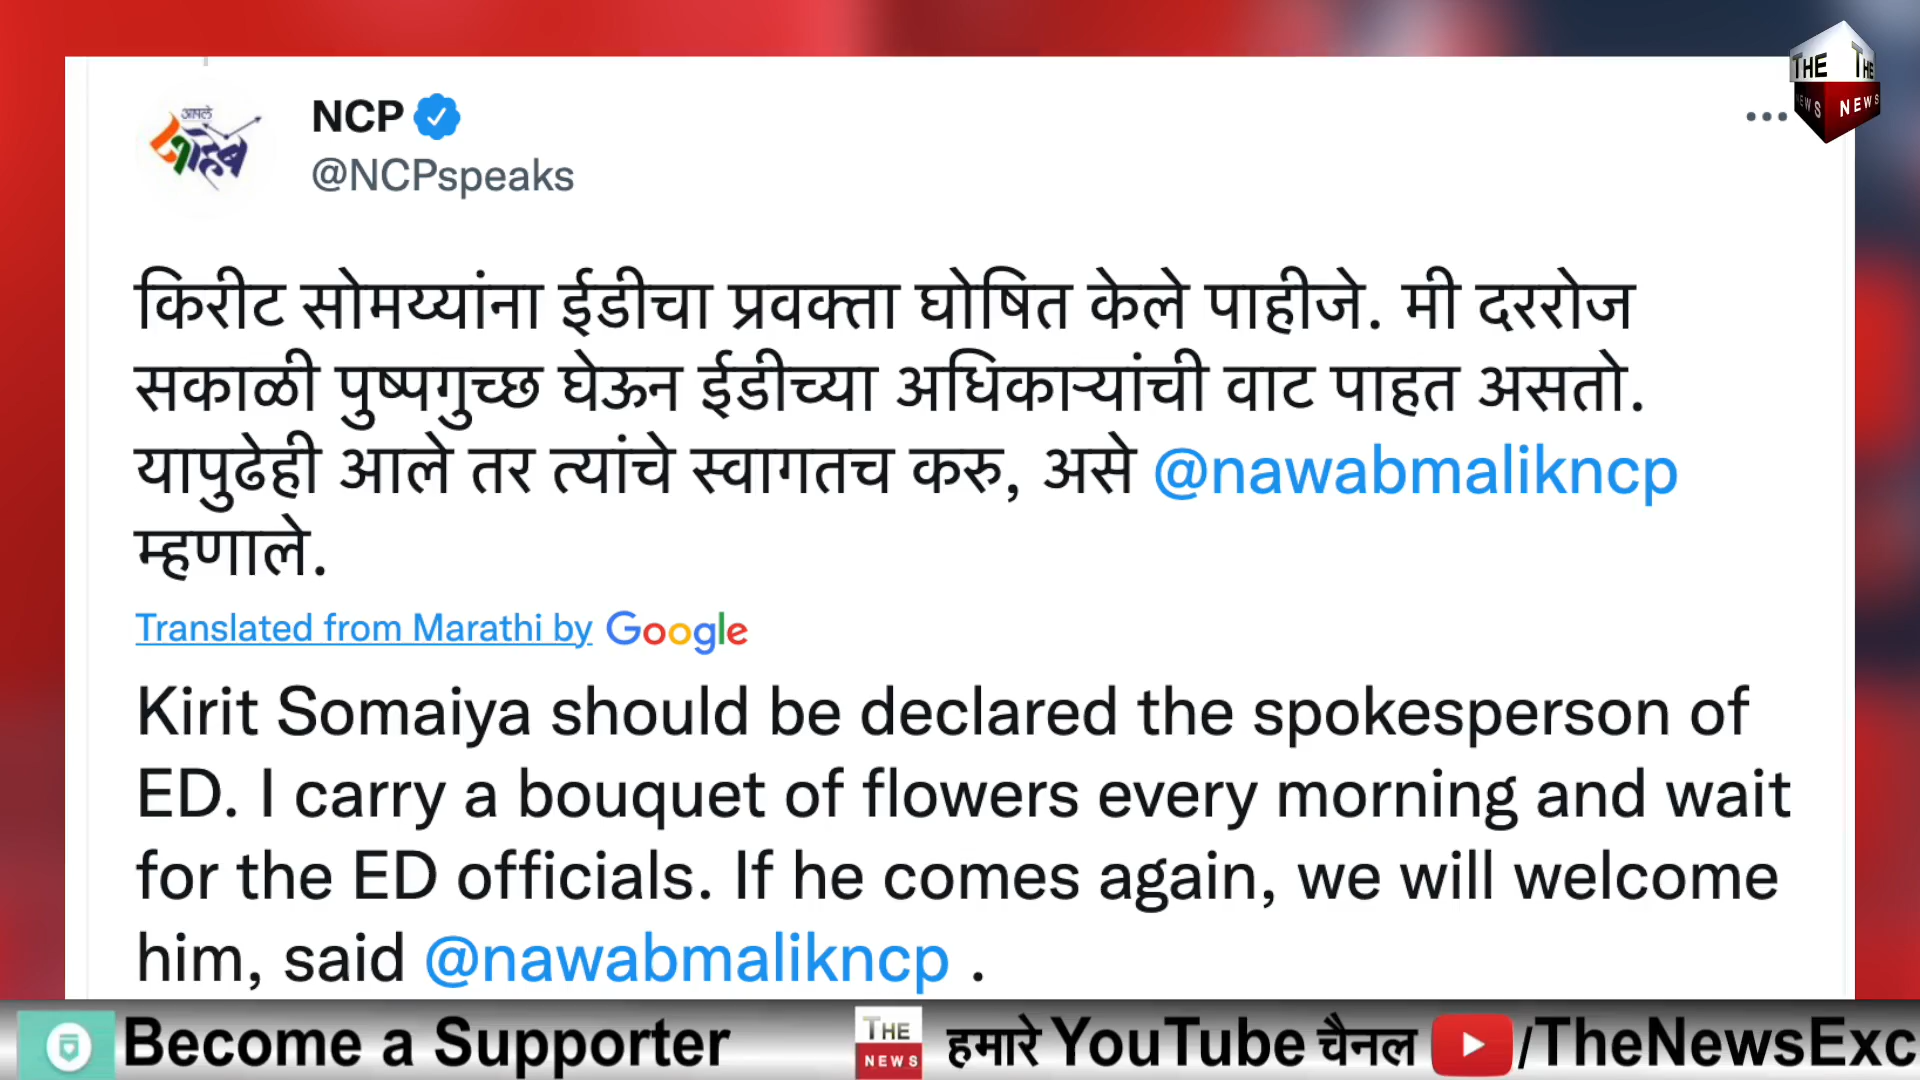 THE THE
NEWS NEWS
आपले
साहेब
NCP
@NCPspeaks
किरीट सोमय्यांना ईडीचा प्रवक्ता घोषित केले पाहीजे. मी दररोज
सकाळी पुष्पगुच्छ घेऊन ईडीच्या अधिकाऱ्यांची वाट पाहत असतो.
यापुढेही आले तर त्यांचे स्वागतच करु, असे @nawabmalikncp
म्हणाले.
Translated from Marathi by Google
Kirit Somaiya should be declared the spokesperson of
ED. I carry a bouquet of flowers every morning and wait
for the ED officials. If he comes again, we will welcome
him, said @nawabmalikncp .
Become a Supporter THE NEWS हमारे YouTube चैनल /TheNewsExc